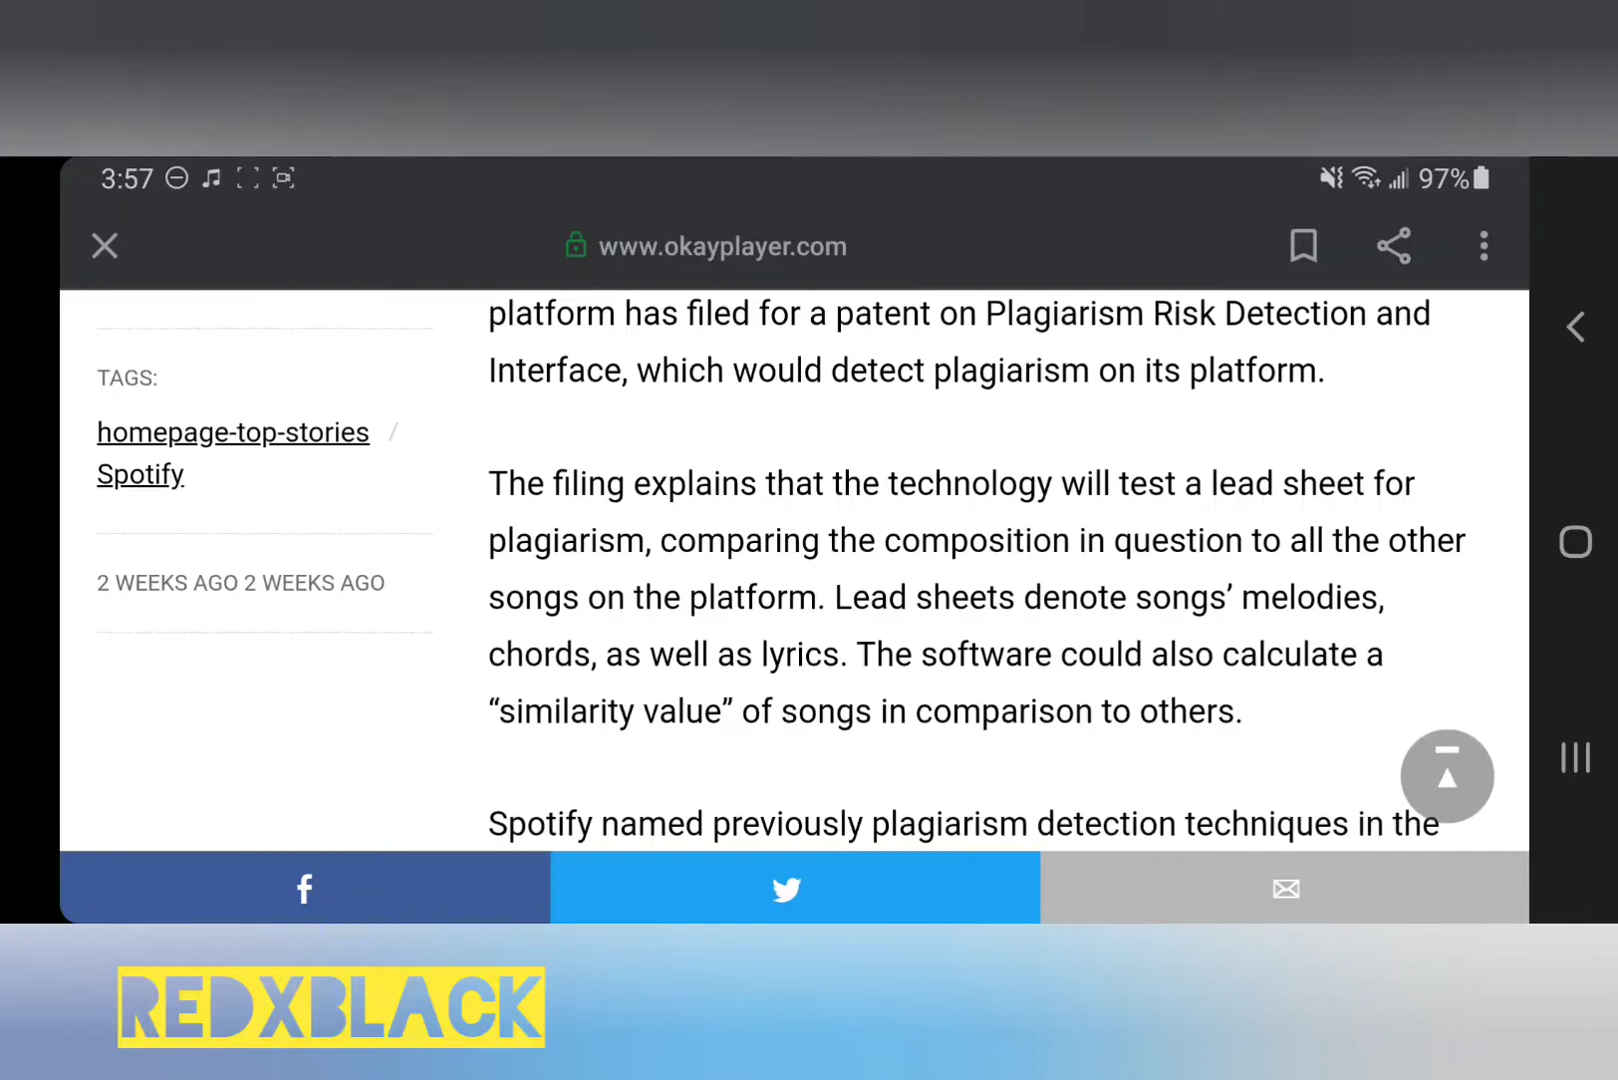 3:57
97%
www.okayplayer.com
TAGS:
homepage-top-stories /
Spotify
2 WEEKS AGO 2 WEEKS AGO
platform has filed for a patent on Plagiarism Risk Detection and
Interface, which would detect plagiarism on its platform.
The filing explains that the technology will test a lead sheet for
plagiarism, comparing the composition in question to all the other
songs on the platform. Lead sheets denote songs’ melodies,
chords, as well as lyrics. The software could also calculate a
“similarity value” of songs in comparison to others.
Spotify named previously plagiarism detection techniques in the
f
REDXBLACK